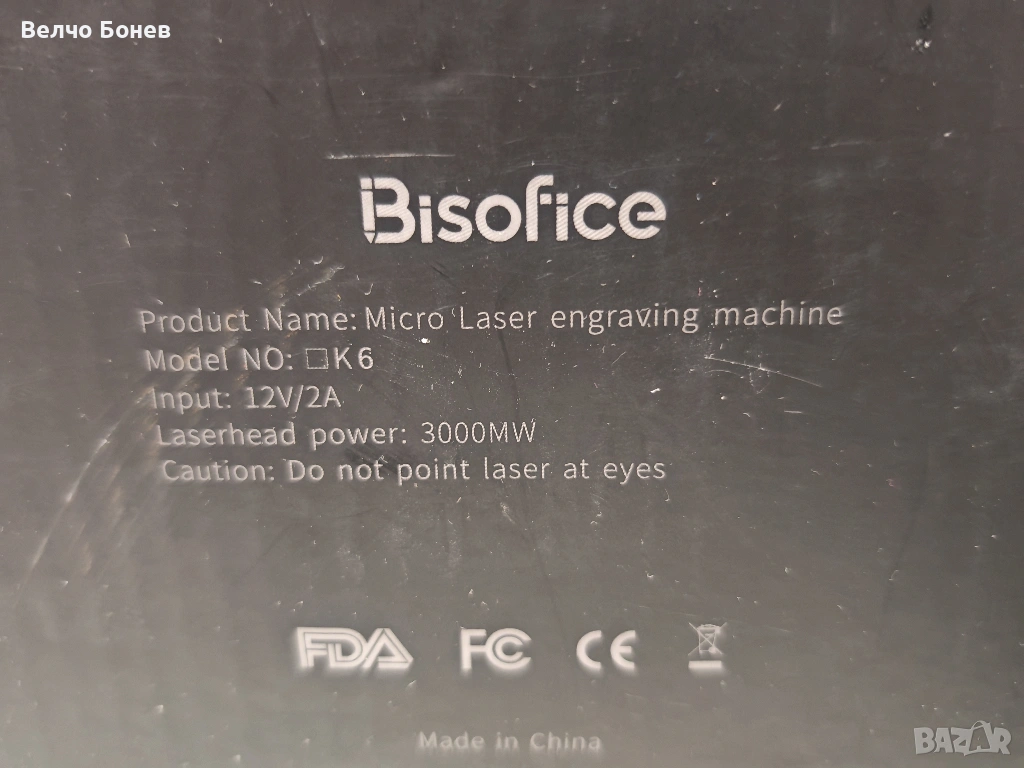 Велчо Бонев
Bisofice
Product Name: Micro Laser engraving machine
Model NO: □K6
Input: 12V/2A
Laserhead power: 3000MW
Caution: Do not point laser at eyes
FDA FC CE
Made in China
BAZAR